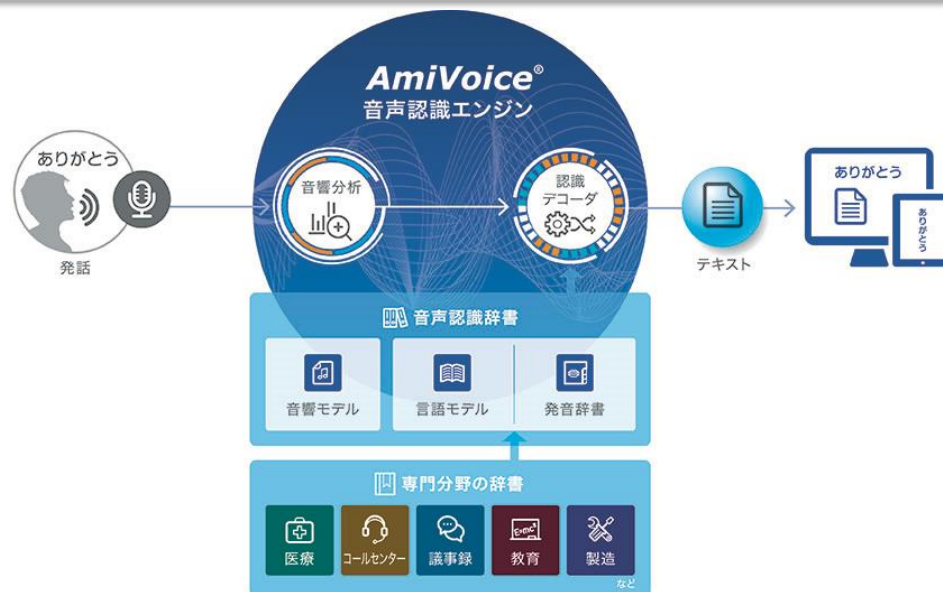 AmiVoice®
音声認識エンジン
ありがとう
発話
音響分析
認識
デコーダ
テキスト
ありがとう
ありがとう
音声認識辞書
音響モデル
言語モデル
発音辞書
専門分野の辞書
医療
コールセンター
議事録
E=mc²
教育
製造
など